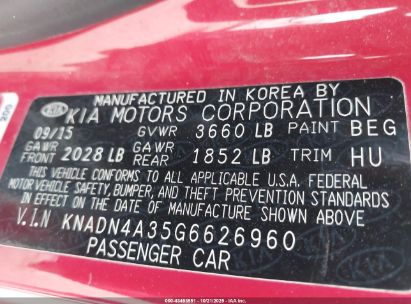 MANUFACTURED IN KOREA BY
KIA KIA MOTORS CORPORATION
09/15 GVWR 3660 LB PAINT BEG
GAWR FRONT 2028 LB GAWR REAR 1852 LB TRIM HU
THIS VEHICLE CONFORMS TO ALL APPLICABLE U.S.A. FEDERAL
MOTOR VEHICLE SAFETY, BUMPER, AND THEFT PREVENTION STANDARDS
IN EFFECT ON THE DATE OF MANUFACTURE SHOWN ABOVE
V.I.N KNADN4A35G6626960
PASSENGER CAR